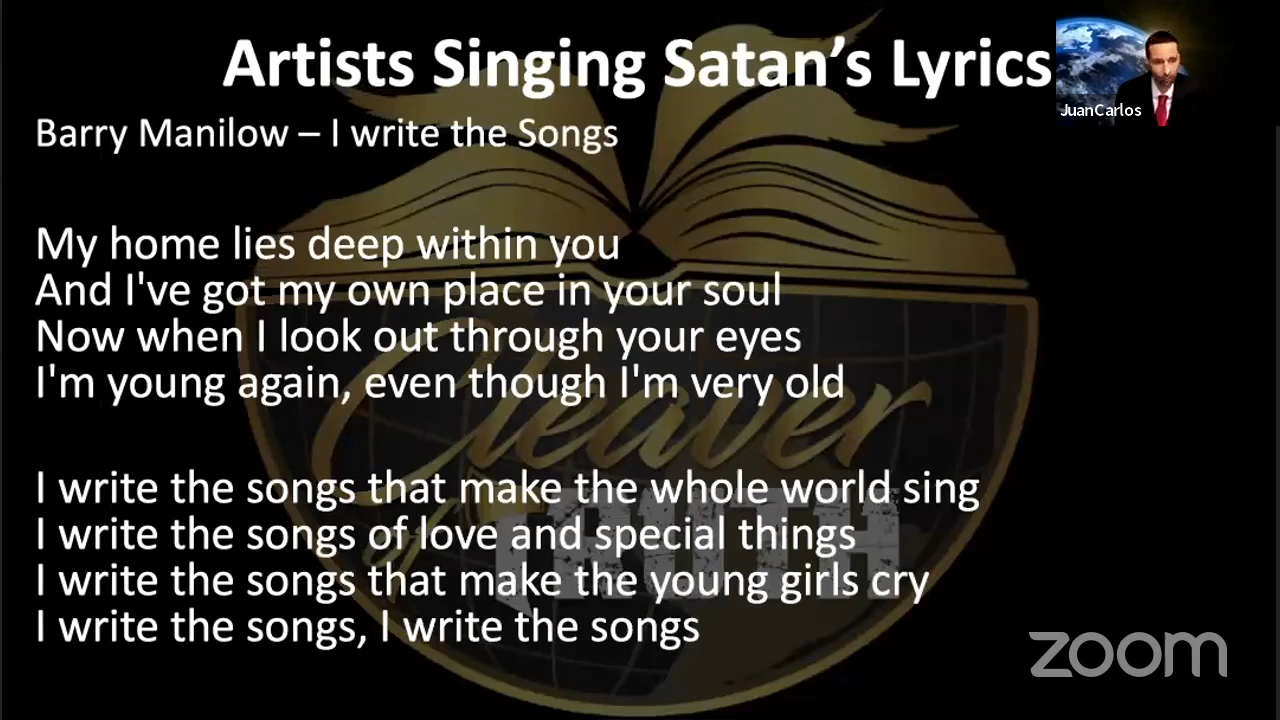 Artists Singing Satan’s Lyrics
JuanCarlos
Barry Manilow – I write the Songs
My home lies deep within you
And I've got my own place in your soul
Now when I look out through your eyes
I'm young again, even though I'm very old
I write the songs that make the whole world sing
I write the songs of love and special things
I write the songs that make the young girls cry
I write the songs, I write the songs
Cleaver
of TRUTH
zoom